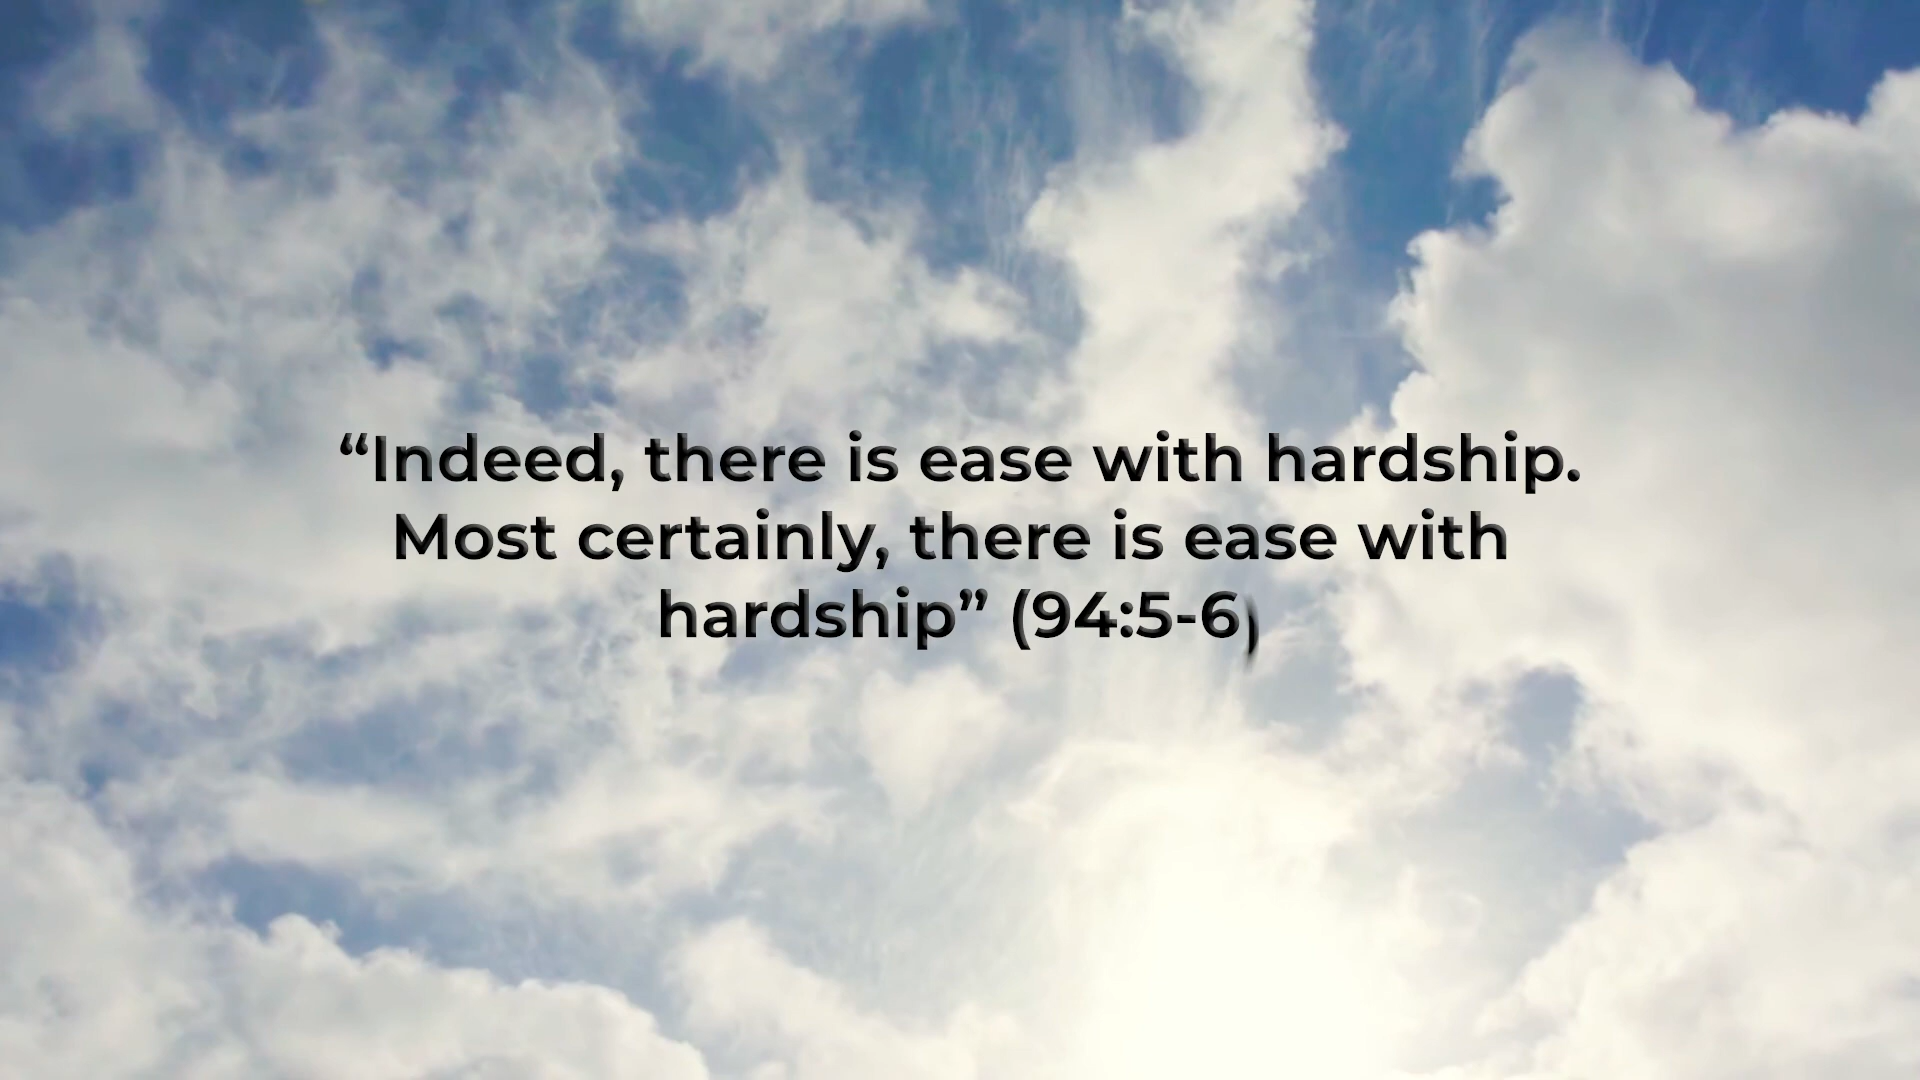 “Indeed, there is ease with hardship.
Most certainly, there is ease with
hardship” (94:5-6)